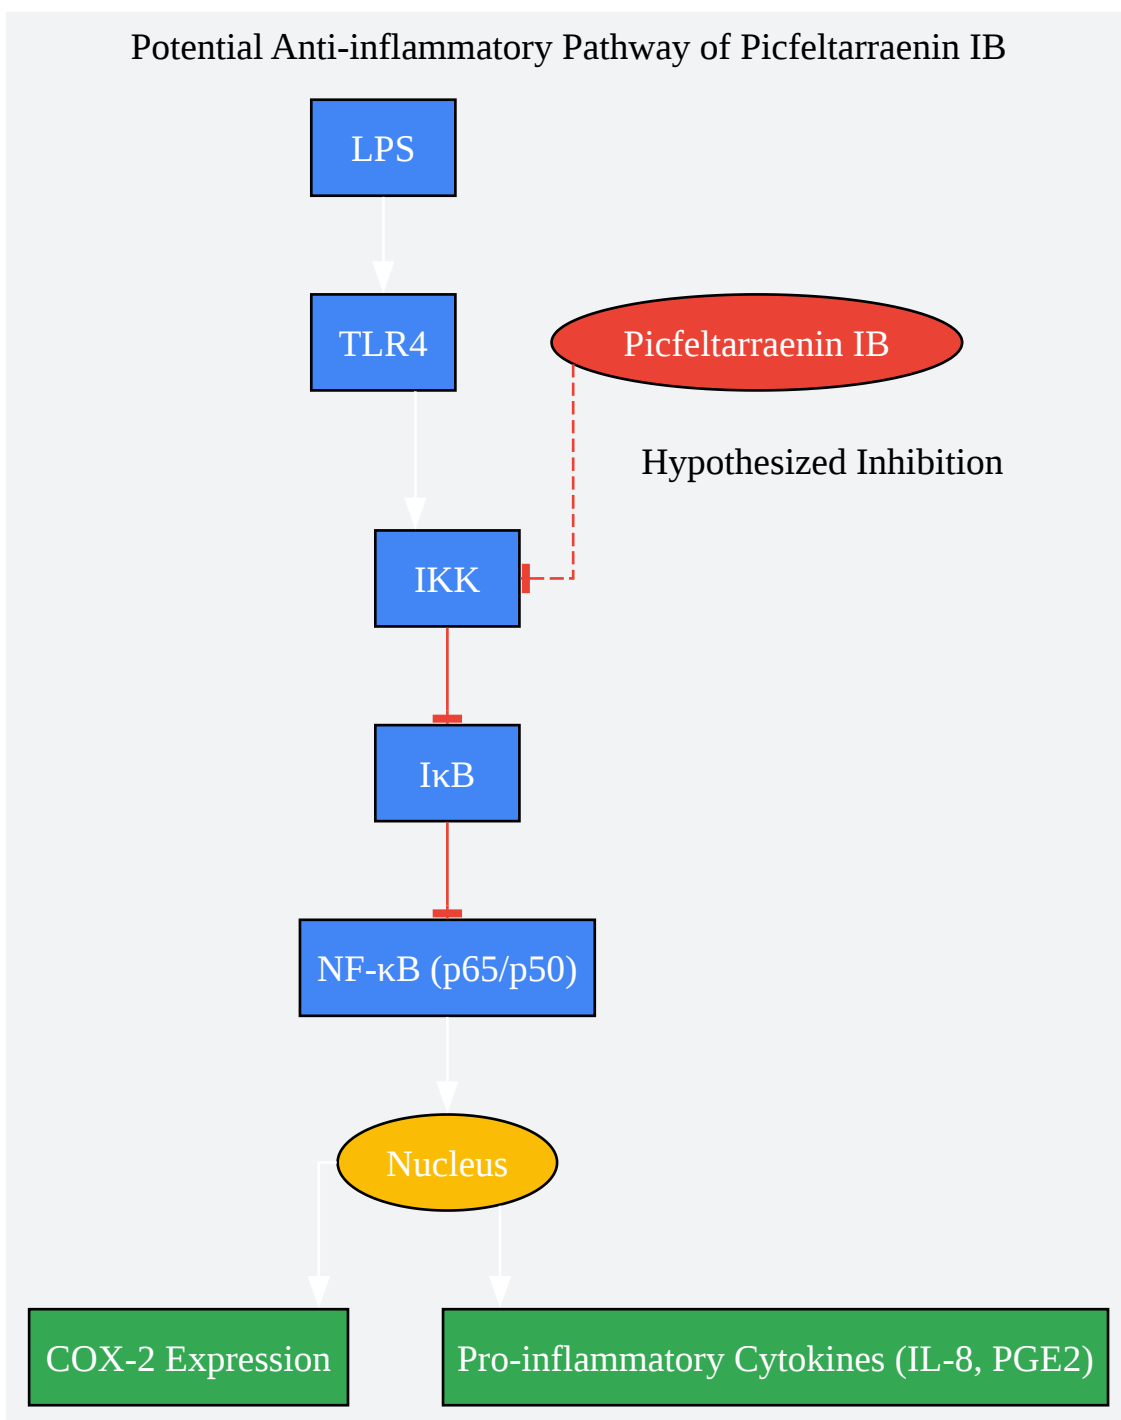 Potential Anti-inflammatory Pathway of Picfeltarraenin IB
LPS
TLR4
Picfeltarraenin IB
Hypothesized Inhibition
IKK
IκB
NF-κB (p65/p50)
Nucleus
COX-2 Expression
Pro-inflammatory Cytokines (IL-8, PGE2)